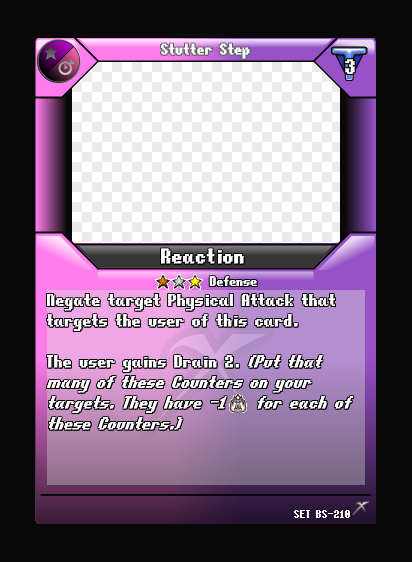 Stutter Step
3
Reaction
Defense
Negate target Physical Attack that
targets the user of this card.
The user gains Drain 2. (Put that
many of these Counters on your
targets. They have -1 for each of
these Counters.)
SET BS-210